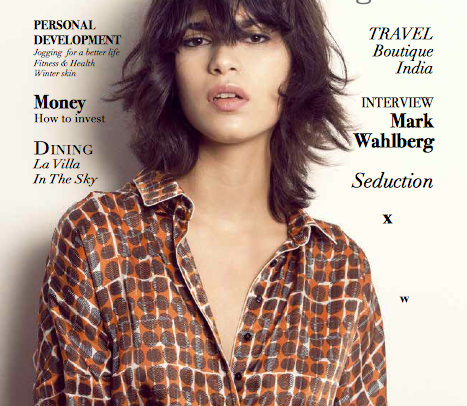 PERSONAL
DEVELOPMENT
Jogging for a better life
Fitness & Health
Winter skin
Money
How to invest
DINING
La Villa
In The Sky
TRAVEL
Boutique
India
INTERVIEW
Mark
Wahlberg
Seduction
x
w